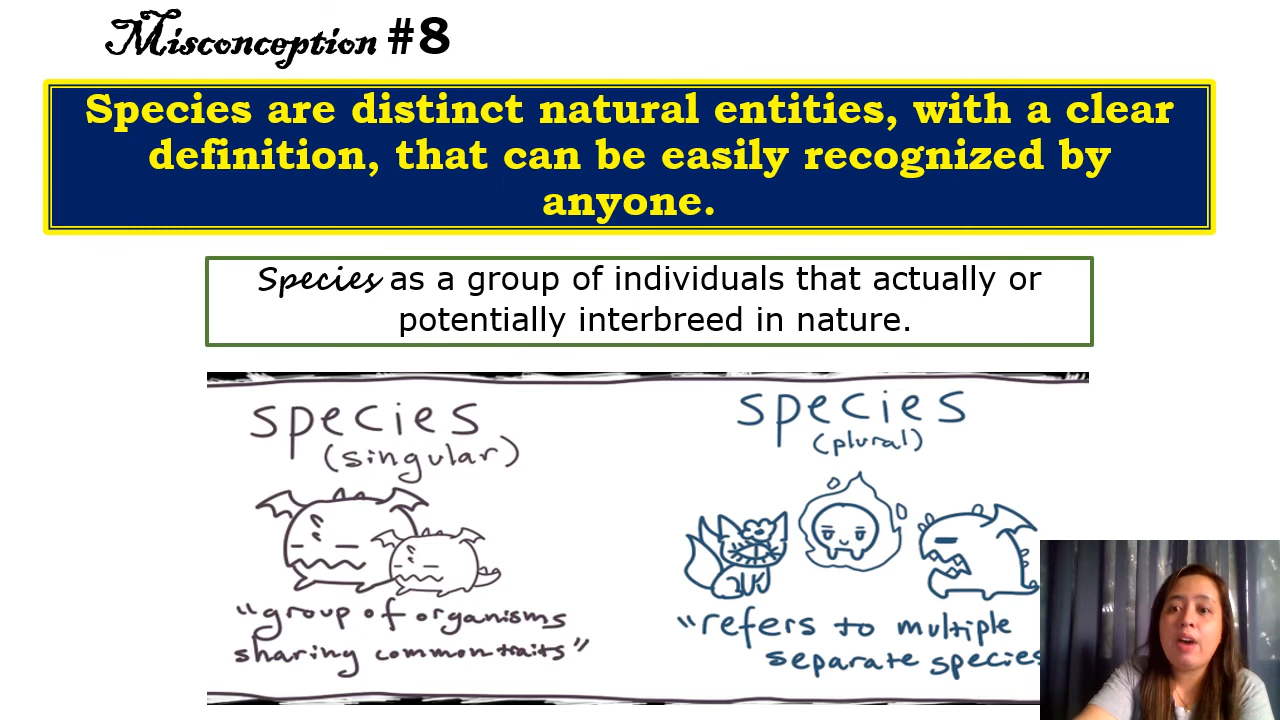 Misconception #8
Species are distinct natural entities, with a clear
definition, that can be easily recognized by
anyone.
Species as a group of individuals that actually or
potentially interbreed in nature.
species
(singular)
"group of organisms
sharing common traits"
species
(plural)
"refers to multiple
separate species